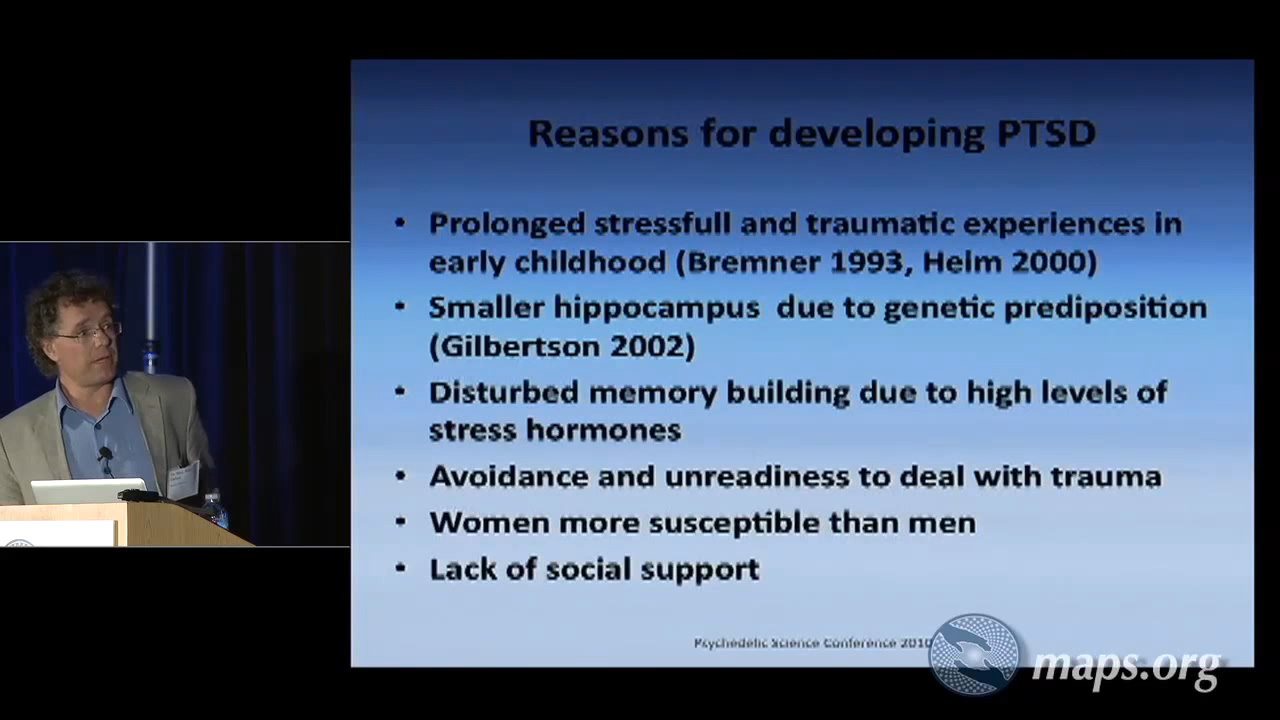 Reasons for developing PTSD
• Prolonged stressfull and traumatic experiences in
early childhood (Bremner 1993, Heim 2000)
• Smaller hippocampus due to genetic prediposition
(Gilbertson 2002)
• Disturbed memory building due to high levels of
stress hormones
• Avoidance and unreadiness to deal with trauma
• Women more susceptible than men
• Lack of social support
Psychedelic Science Conference 2010
maps.org